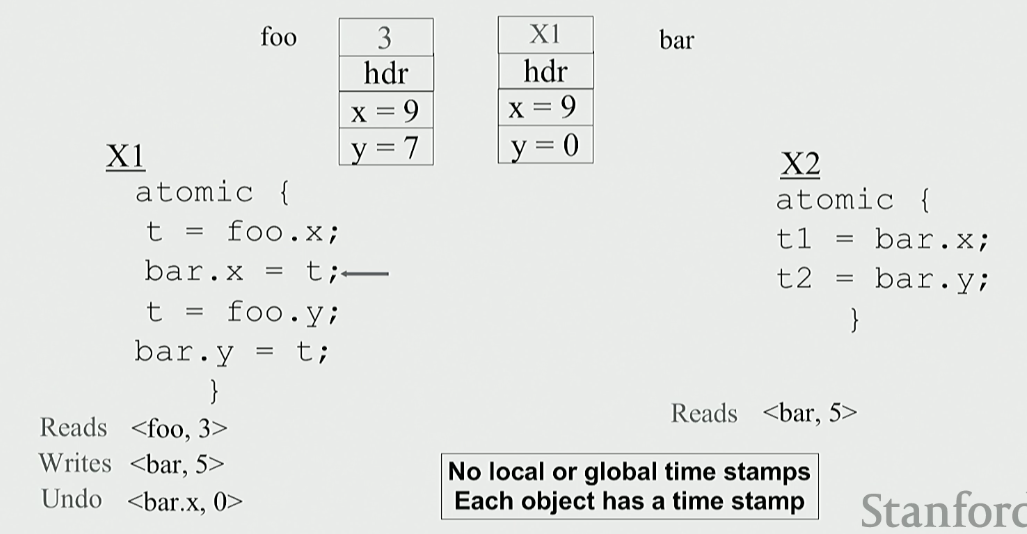 foo
3
hdr
x = 9
y = 7
X1
hdr
x = 9
y = 0
bar
X1
atomic {
t = foo.x;
bar.x = t;
t = foo.y;
bar.y = t;
}
Reads <foo, 3>
Writes <bar, 5>
Undo <bar.x, 0>
X2
atomic {
t1 = bar.x;
t2 = bar.y;
}
Reads <bar, 5>
No local or global time stamps
Each object has a time stamp
Stanford